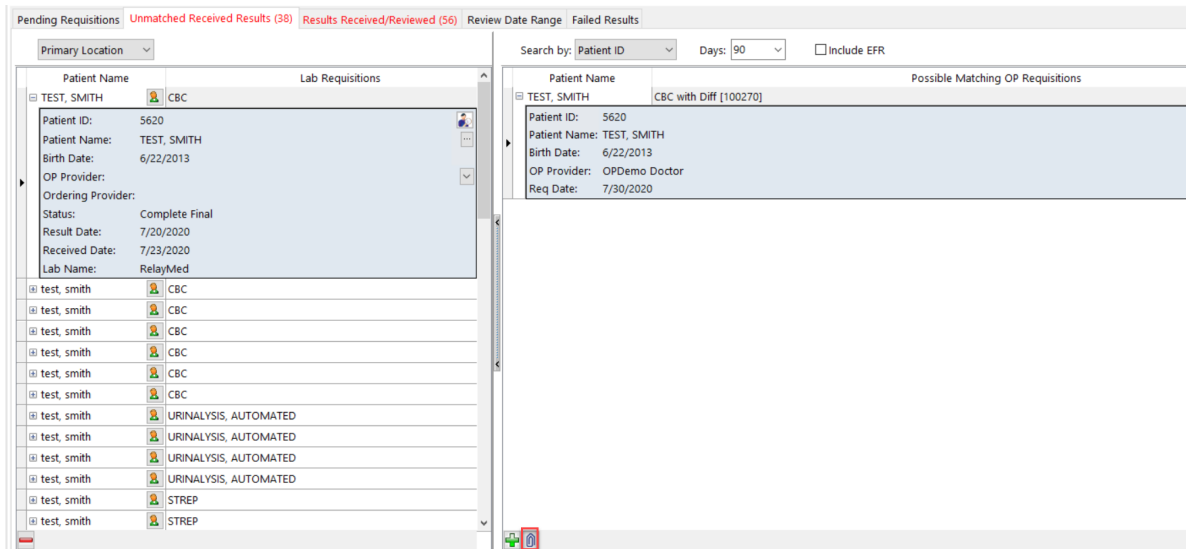 Pending Requisitions Unmatched Received Results (38) Results Received/Reviewed (56) Review Date Range Failed Results
Primary Location
Search by: Patient ID Days: 90 Include EFR
Patient Name Lab Requisitions
TEST, SMITH CBC
Patient ID: 5620
Patient Name: TEST, SMITH
Birth Date: 6/22/2013
OP Provider:
Ordering Provider:
Status: Complete Final
Result Date: 7/20/2020
Received Date: 7/23/2020
Lab Name: RelayMed
test, smith CBC
test, smith CBC
test, smith CBC
test, smith CBC
test, smith CBC
test, smith CBC
test, smith URINALYSIS, AUTOMATED
test, smith URINALYSIS, AUTOMATED
test, smith URINALYSIS, AUTOMATED
test, smith URINALYSIS, AUTOMATED
test, smith STREP
test, smith STREP
Patient Name Possible Matching OP Requisitions
TEST, SMITH CBC with Diff [100270]
Patient ID: 5620
Patient Name: TEST, SMITH
Birth Date: 6/22/2013
OP Provider: OPDemo Doctor
Req Date: 7/30/2020